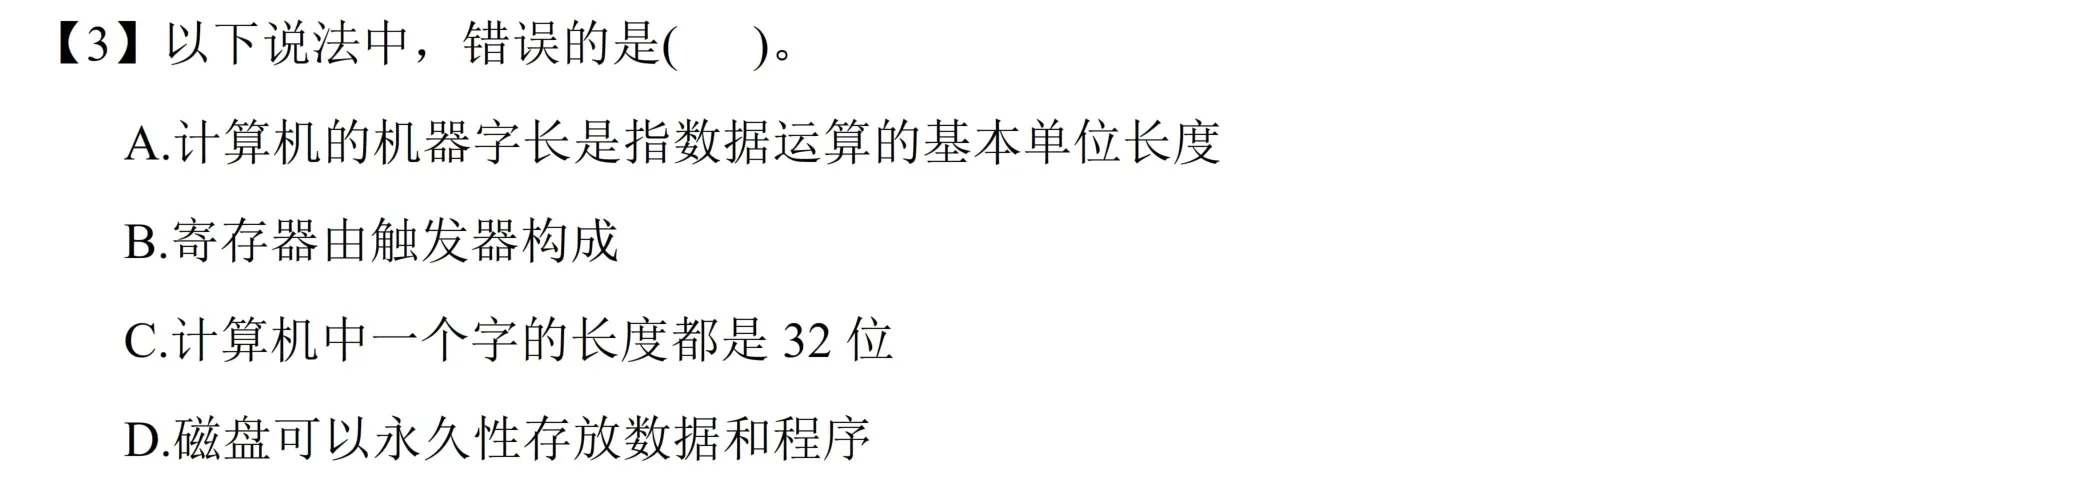 【3】以下说法中，错误的是(    )。
A.计算机的机器字长是指数据运算的基本单位长度
B.寄存器由触发器构成
C.计算机中一个字的长度都是 32 位
D.磁盘可以永久性存放数据和程序